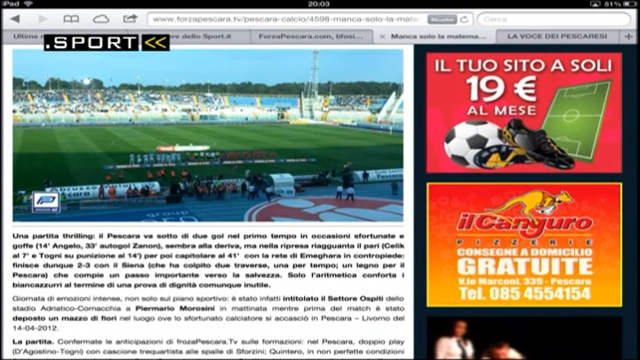 iPad
20:03
51%
www.forzapescara.tv/pescara-calcio/4598-manca-solo-la-mate
Reader
Cerca
Ultime n
re dello Sport.it
ForzaPescara.com, tifosi
Manca solo la matema...
LA VOCE DEI PESCARESI
.SPORT
IL TUO SITO A SOLI
19 €
AL MESE
Una partita thrilling: il Pescara va sotto di due gol nel primo tempo in occasioni sfortunate e
goffe (14' Angelo, 33' autogol Zanon), sembra alla deriva, ma nella ripresa riagguanta il pari (Celik
al 7' e Togni su punizione al 14') per poi capitolare al 41' con la rete di Emeghara in contropiede:
finisce dunque 2-3 con il Siena (che ha colpito due traverse, una per tempo; un legno per il
Pescara) che compie un passo importante verso la salvezza. Solo l'aritmetica conforta i
biancazzurri al termine di una prova di dignità comunque inutile.
Giornata di emozioni intense, non solo sul piano sportivo: è stato infatti intitolato il Settore Ospiti dello
stadio Adriatico-Cornacchia a Piermario Morosini in mattinata mentre prima del match è stato
deposto un mazzo di fiori nel luogo ove lo sfortunato calciatore si accasciò in Pescara - Livorno del
14-04-2012.
La partita. Confermate le anticipazioni di frozaPescara.Tv sulle formazioni: nel Pescara, doppio play
(D'Agostino-Togni) con cascione trequartista alle spalle di Sforzini; Quintero, in non perfette condizioni
il Canguro
PIZZERIE
CONSEGNE A DOMICILIO
GRATUITE
V.le Marconi, 339 - Pescara
Tel. 085 4554154